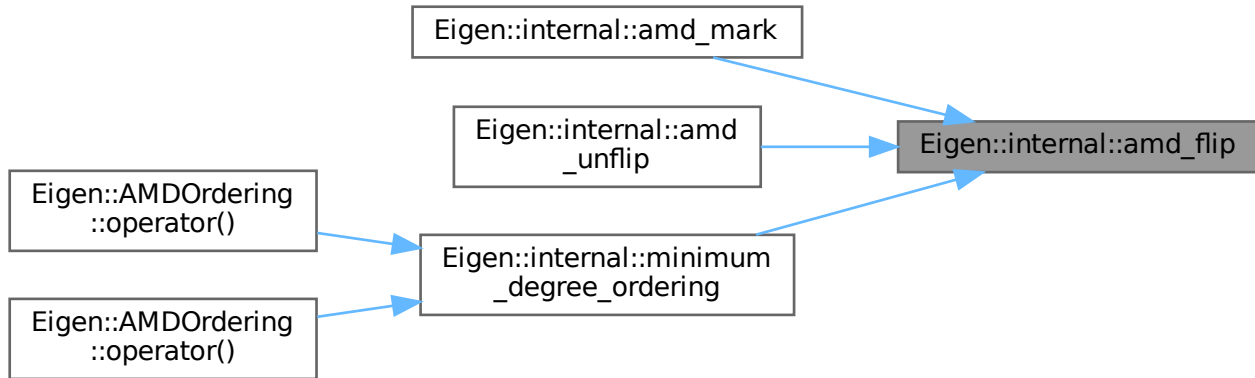 Eigen::internal::amd_mark
Eigen::internal::amd
_unflip
Eigen::internal::amd_flip
Eigen::AMDOrdering
::operator()
Eigen::internal::minimum
_degree_ordering
Eigen::AMDOrdering
::operator()